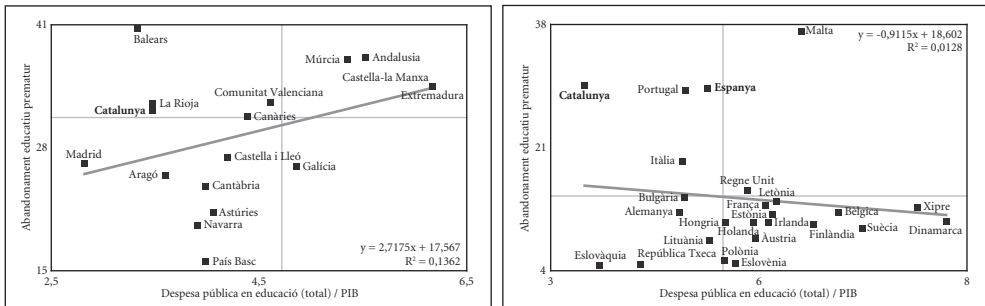 41
28
15
Abandonament educatiu prematur
Balears
Múrcia
Andalusia
Castella-la Manxa
Extremadura
Comunitat Valenciana
La Rioja
Catalunya
Canàries
Madrid
Castella i Lleó
Aragó
Galícia
Cantàbria
Astúries
Navarra
País Basc
y = 2,7175x + 17,567
R² = 0,1362
2,5
4,5
6,5
Despesa pública en educació (total) / PIB
38
21
4
Abandonament educatiu prematur
Malta
y = -0,9115x + 18,602
R² = 0,0128
Catalunya
Portugal
Espanya
Itàlia
Regne Unit
Bulgària
Letònia
França
Alemanya
Estònia
Bèlgica
Xipre
Hongria
Holanda
Irlanda
Finlàndia
Suècia
Dinamarca
Lituània
Àustria
Eslovàquia
República Txeca
Polònia
Eslovènia
3
6
8
Despesa pública en educació (total) / PIB